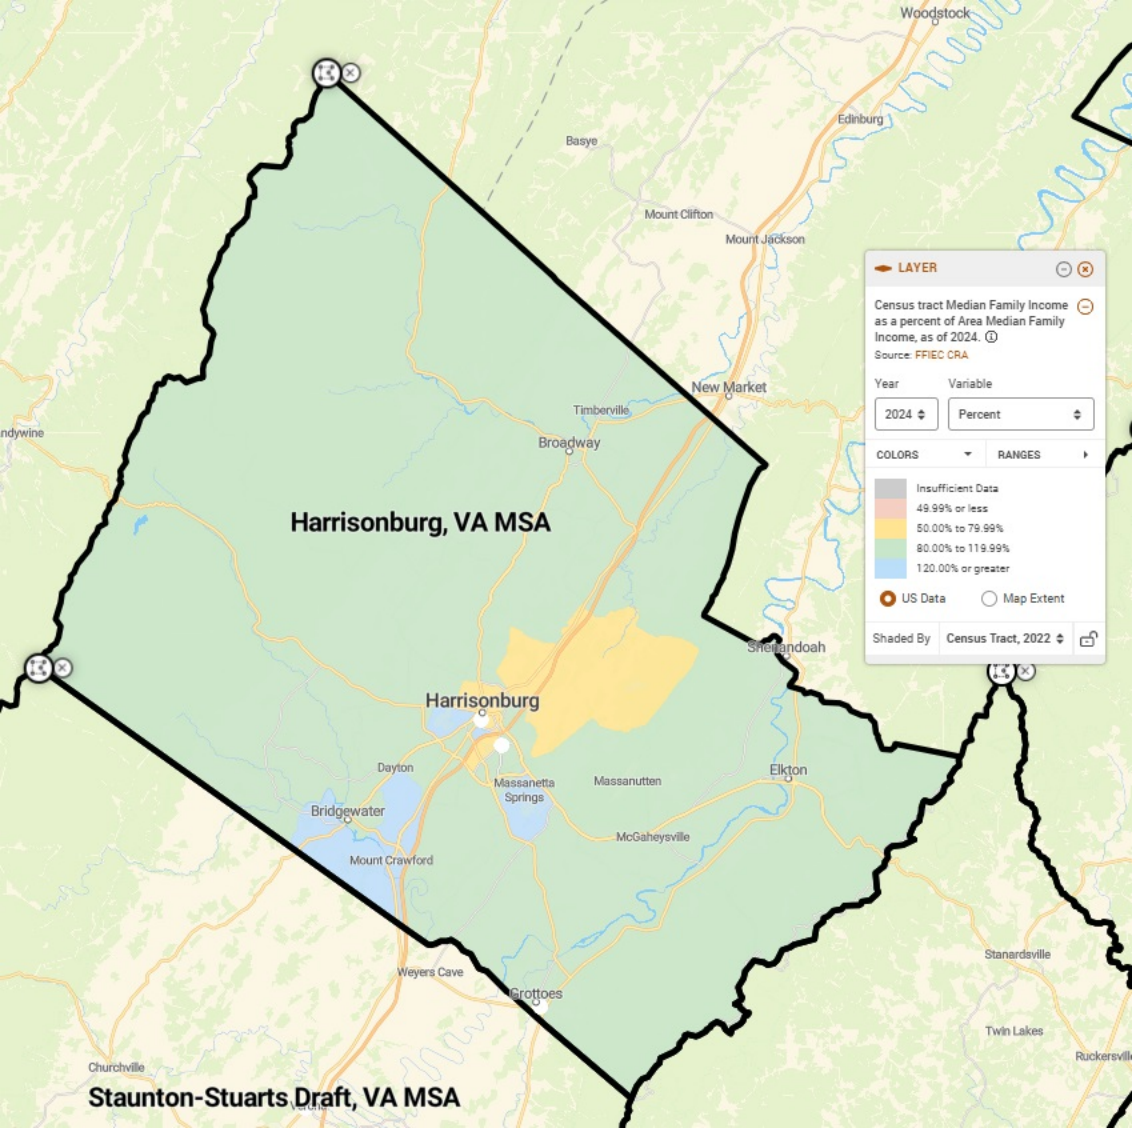 Woodstock
Edinburg
Basye
Mount Clifton
Mount Jackson
LAYER
Census tract Median Family Income
as a percent of Area Median Family
Income, as of 2024.
Source: FFIEC CRA
Year
Variable
2024
Percent
COLORS
RANGES
Insufficient Data
49.99% or less
50.00% to 79.99%
80.00% to 119.99%
120.00% or greater
US Data
Map Extent
Shaded By
Census Tract, 2022
New Market
Timberville
ndywine
Broadway
Harrisonburg, VA MSA
Shenandoah
Harrisonburg
Dayton
Massanetta
Springs
Massanutten
Elkton
Bridgewater
McGaheysville
Mount Crawford
Weyers Cave
Stanardsville
Grottoes
Twin Lakes
Ruckersville
Churchville
Staunton-Stuarts Draft, VA MSA